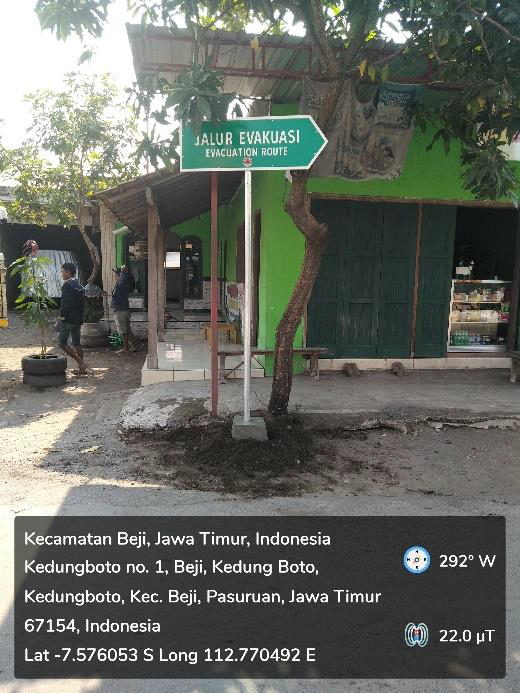 JALUR EVAKUASI
EVACUATION ROUTE
Kecamatan Beji, Jawa Timur, Indonesia
Kedungboto no. 1, Beji, Kedung Boto,
Kedungboto, Kec. Beji, Pasuruan, Jawa Timur
67154, Indonesia
Lat -7.576053 S Long 112.770492 E
292° W
22.0 µT